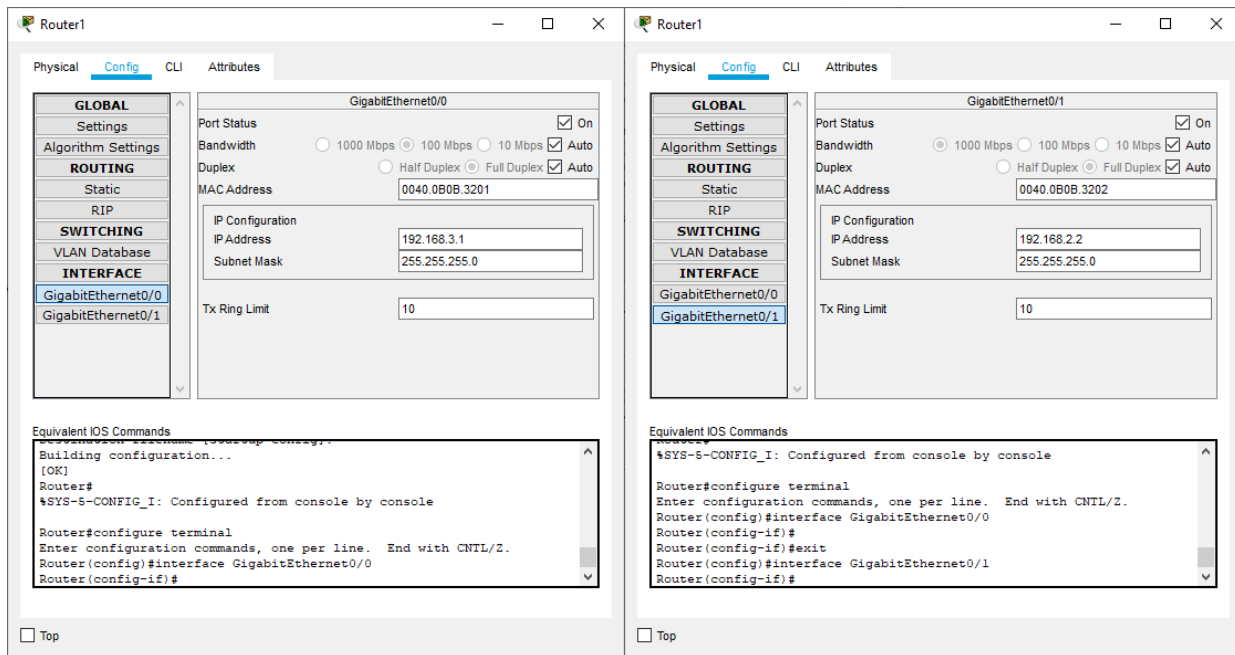 Router1
Physical Config CLI Attributes
GLOBAL
Settings
Algorithm Settings
ROUTING
Static
RIP
SWITCHING
VLAN Database
INTERFACE
GigabitEthernet0/0
GigabitEthernet0/1
GigabitEthernet0/0
Port Status On
Bandwidth 1000 Mbps 100 Mbps 10 Mbps Auto
Duplex Half Duplex Full Duplex Auto
MAC Address 0040.0B0B.3201
IP Configuration
IP Address 192.168.3.1
Subnet Mask 255.255.255.0
Tx Ring Limit 10
Equivalent IOS Commands
Destination filename [startup-config]?
Building configuration...
[OK]
Router#
%SYS-5-CONFIG_I: Configured from console by console
Router#configure terminal
Enter configuration commands, one per line. End with CNTL/Z.
Router(config)#interface GigabitEthernet0/0
Router(config-if)#
Top
Router1
Physical Config CLI Attributes
GLOBAL
Settings
Algorithm Settings
ROUTING
Static
RIP
SWITCHING
VLAN Database
INTERFACE
GigabitEthernet0/0
GigabitEthernet0/1
GigabitEthernet0/1
Port Status On
Bandwidth 1000 Mbps 100 Mbps 10 Mbps Auto
Duplex Half Duplex Full Duplex Auto
MAC Address 0040.0B0B.3202
IP Configuration
IP Address 192.168.2.2
Subnet Mask 255.255.255.0
Tx Ring Limit 10
Equivalent IOS Commands
Router#
%SYS-5-CONFIG_I: Configured from console by console
Router#configure terminal
Enter configuration commands, one per line. End with CNTL/Z.
Router(config)#interface GigabitEthernet0/0
Router(config-if)#
Router(config-if)#exit
Router(config)#interface GigabitEthernet0/1
Router(config-if)#
Top